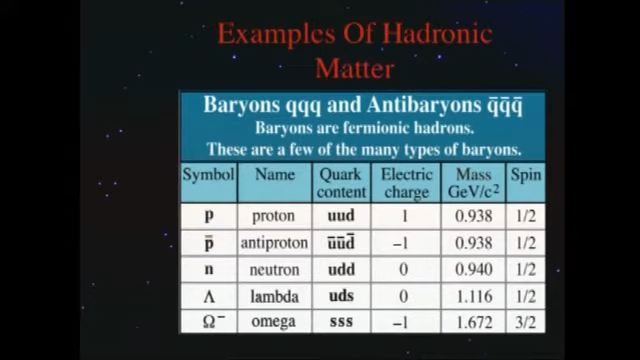 Examples Of Hadronic
Matter
Baryons qqq and Antibaryons q̄q̄q̄
Baryons are fermionic hadrons.
These are a few of the many types of baryons.
Symbol Name Quark content Electric charge Mass GeV/c² Spin
p proton uud 1 0.938 1/2
p̄ antiproton ūūd̄ −1 0.938 1/2
n neutron udd 0 0.940 1/2
Λ lambda uds 0 1.116 1/2
Ω⁻ omega sss −1 1.672 3/2